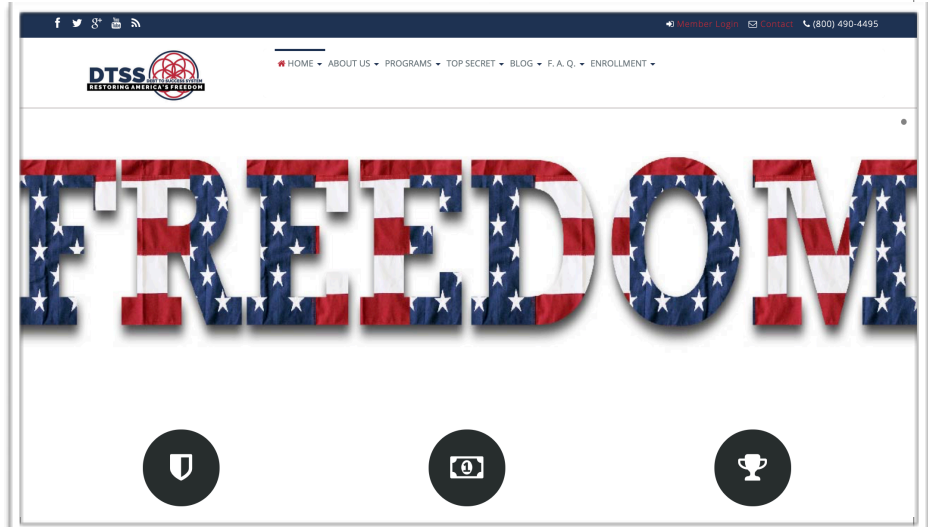 Member Login Contact (800) 490-4495
DTSS
DEBT TO SUCCESS SYSTEM
RESTORING AMERICA'S FREEDOM
HOME ABOUT US PROGRAMS TOP SECRET BLOG F. A. Q. ENROLLMENT
FREEDOM